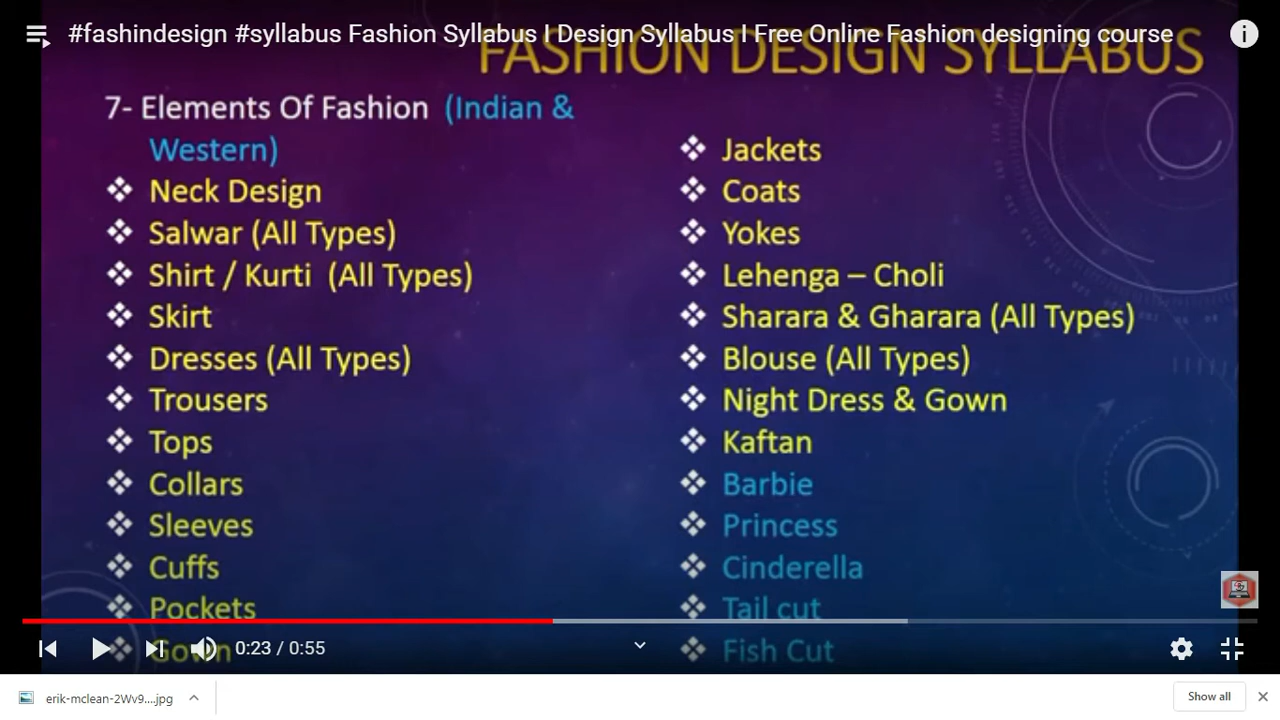 #fashindesign #syllabus Fashion Syllabus I Design Syllabus I Free Online Fashion designing course
FASHION DESIGN SYLLABUS
7- Elements Of Fashion (Indian &
Western)
Neck Design
Salwar (All Types)
Shirt / Kurti (All Types)
Skirt
Dresses (All Types)
Trousers
Tops
Collars
Sleeves
Cuffs
Pockets
Gown
Jackets
Coats
Yokes
Lehenga – Choli
Sharara & Gharara (All Types)
Blouse (All Types)
Night Dress & Gown
Kaftan
Barbie
Princess
Cinderella
Tail cut
Fish Cut
0:23 / 0:55
erik-mclean-2Wv9....jpg
Show all